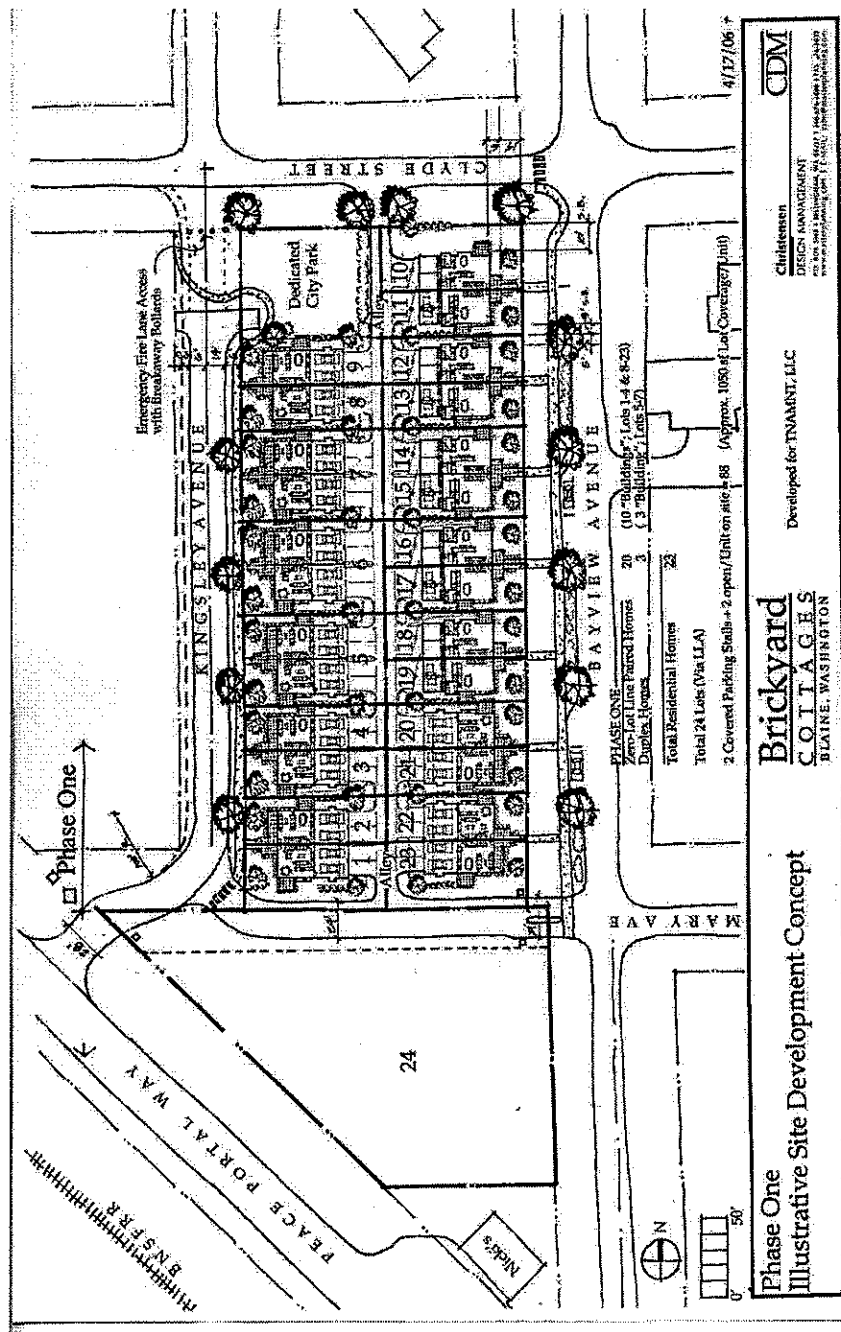 Emergency Fire Lane Access
with Breakaway Bollards
Phase One
KINGSLEY AVENUE
CLYDE STREET
Dedicated
City Park
BNSFRR
PEACE PORTAL WAY
1
2
3
4
5
6
7
8
9
Alley
Alley
23
22
21
20
19
18
17
16
15
14
13
12
11
10
24
28'
Nicki's
MARY AVE
BAYVIEW AVENUE
PHASE ONE
Zero-Lot Line Paired Homes 20 (10 "Buildings"; Lots 1-4 & 8-23)
Duplex Homes 3 (3 "Building"; Lots 5-7)
Total Residential Homes 23
Total 24 Lots (Via LLA)
2 Covered Parking Stalls + 2 open/Unit on site = 88 (Approx. 1050 sf Lot Coverage/Unit)
N
0' 50'
4/17/06
Phase One
Illustrative Site Development Concept
Brickyard
COTTAGES
BLAINE, WASHINGTON
Developed for TNAMNT, LLC
Christensen
DESIGN MANAGEMENT
CDM